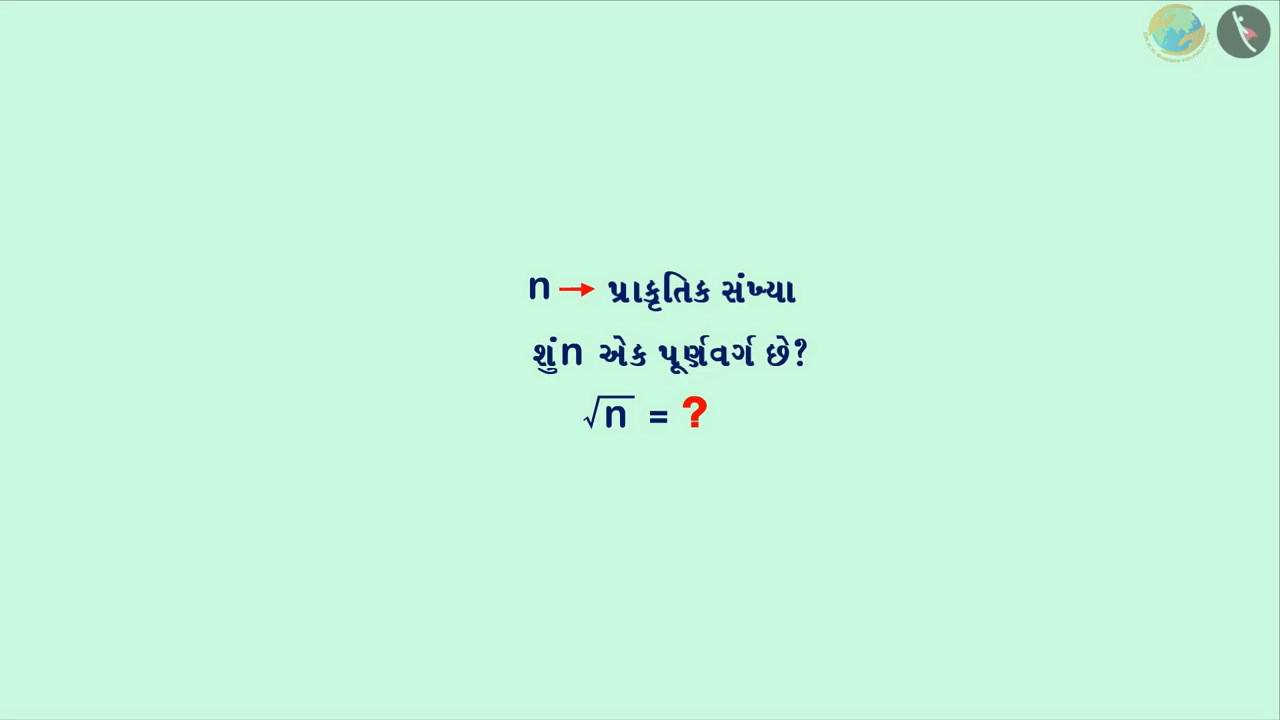 n → પ્રાકૃતિક સંખ્યા
શું n એક પૂર્ણવર્ગ છે?
√n = ?